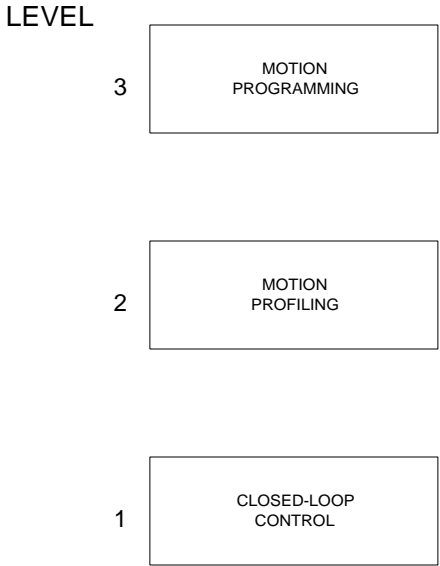 LEVEL
3
MOTION
PROGRAMMING
2
MOTION
PROFILING
1
CLOSED-LOOP
CONTROL